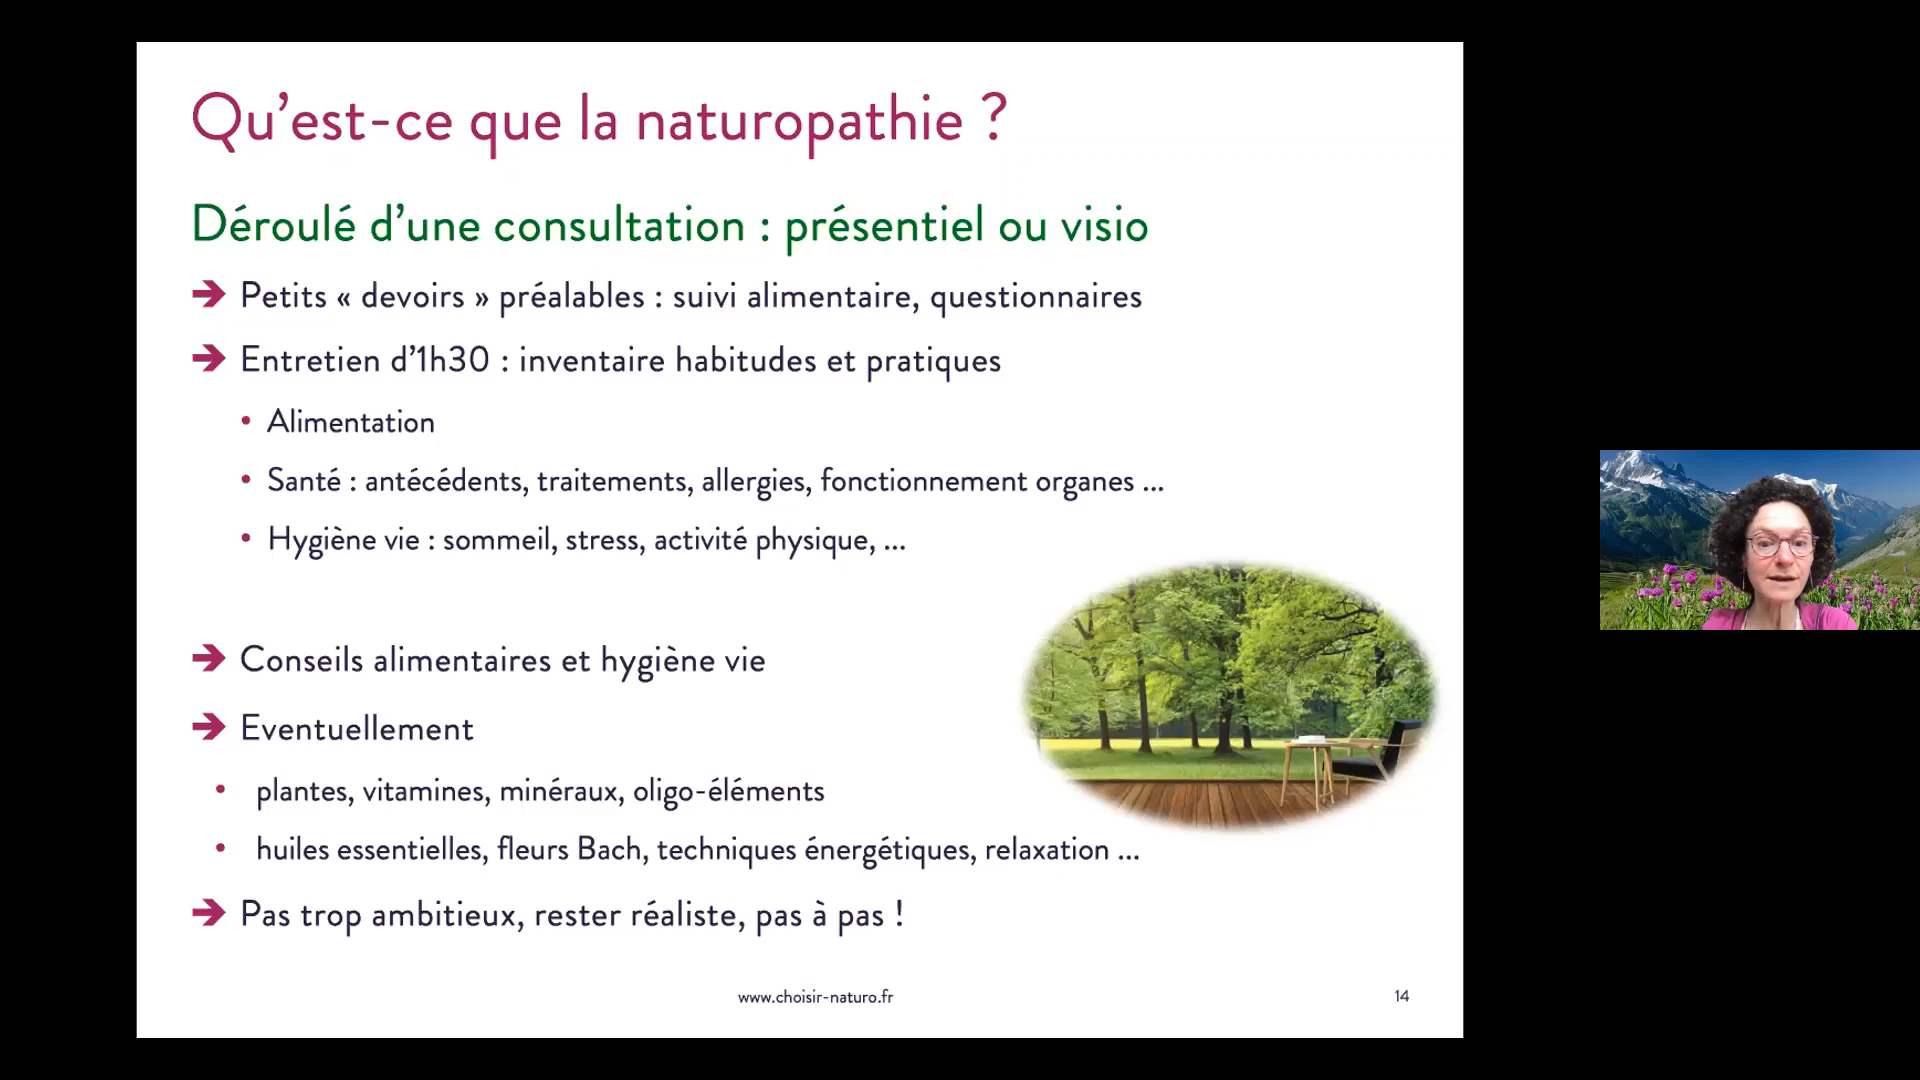 Qu’est-ce que la naturopathie ?
Déroulé d’une consultation : présentiel ou visio
➔ Petits « devoirs » préalables : suivi alimentaire, questionnaires
➔ Entretien d’1h30 : inventaire habitudes et pratiques
• Alimentation
• Santé : antécédents, traitements, allergies, fonctionnement organes ...
• Hygiène vie : sommeil, stress, activité physique, ...
➔ Conseils alimentaires et hygiène vie
➔ Eventuellement
• plantes, vitamines, minéraux, oligo-éléments
• huiles essentielles, fleurs Bach, techniques énergétiques, relaxation ...
➔ Pas trop ambitieux, rester réaliste, pas à pas !
www.choisir-naturo.fr
14